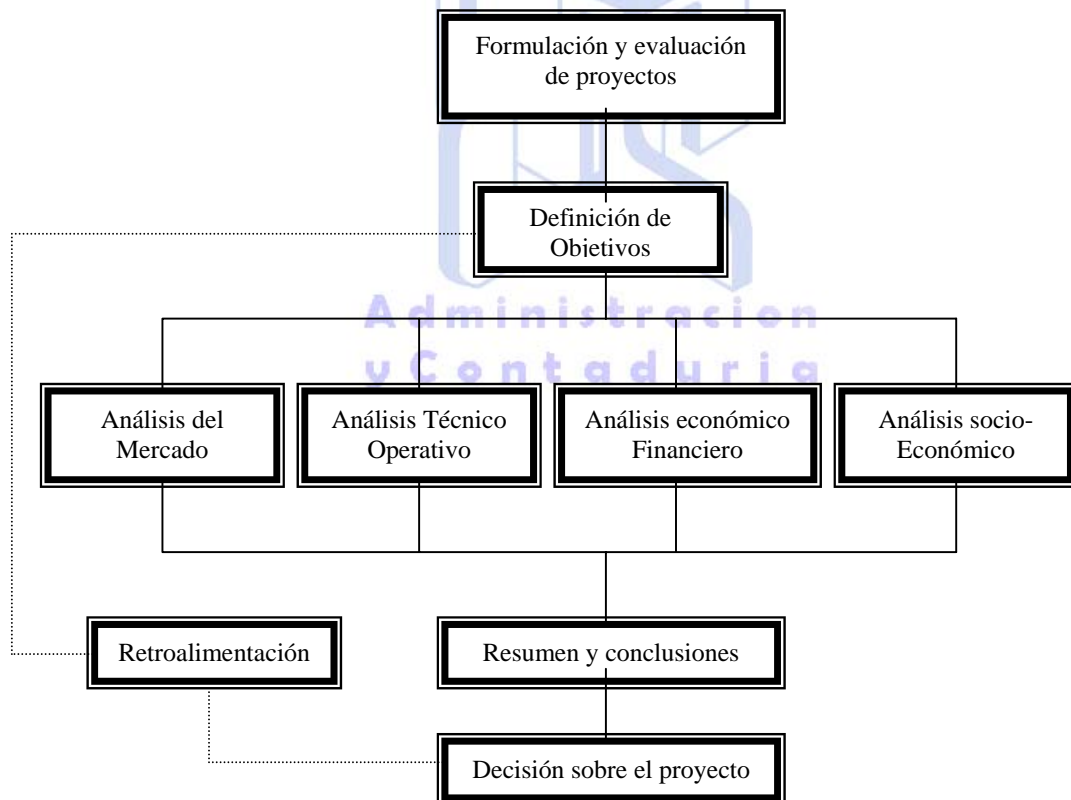 Formulación y evaluación
de proyectos
Definición de
Objetivos
Administracion
y Contaduria
Análisis del
Mercado
Análisis Técnico
Operativo
Análisis económico
Financiero
Análisis socio-
Económico
Retroalimentación
Resumen y conclusiones
Decisión sobre el proyecto